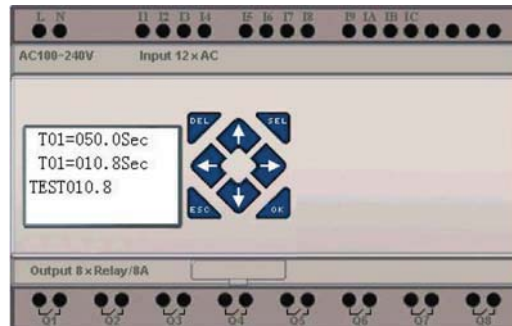 L N I1 I2 I3 I4 I5 I6 I7 I8 I9 IA IB IC
AC100~240V Input 12×AC
DEL SEL
T01=050.0Sec
T01=010.8Sec
TEST010.8
ESC OK
Output 8×Relay/8A
Q1 Q2 Q3 Q4 Q5 Q6 Q7 Q8